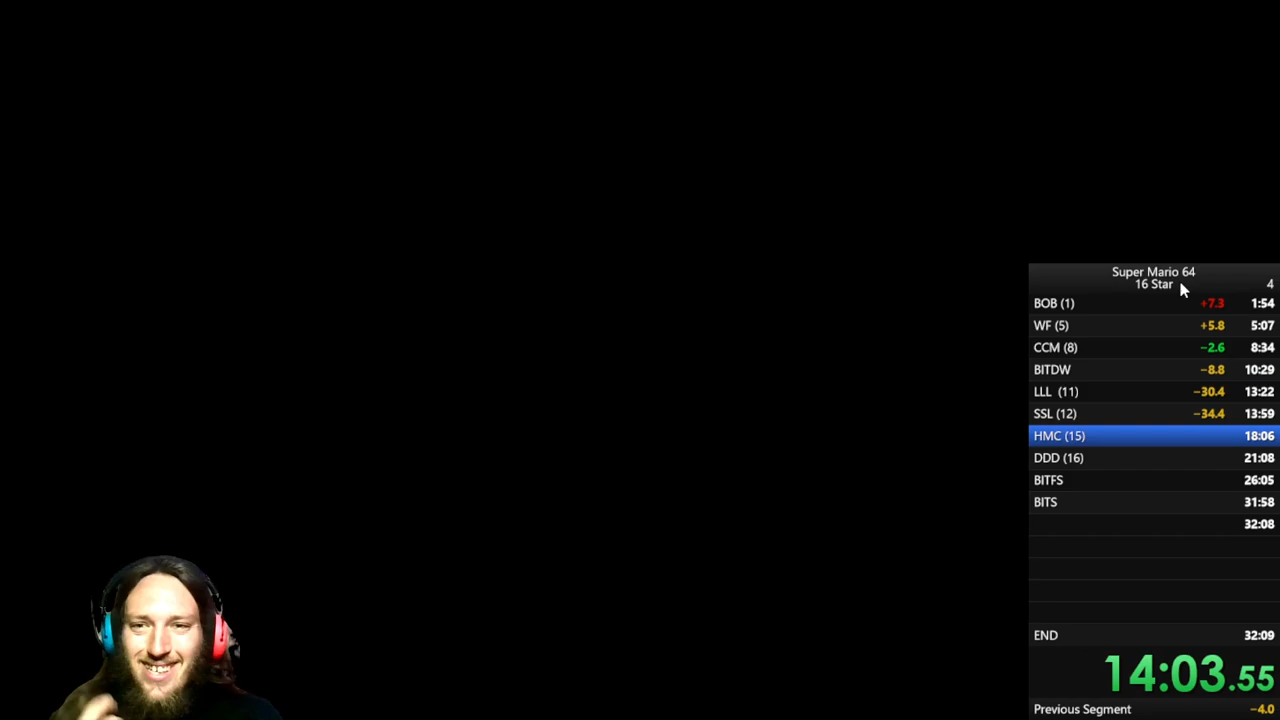 Super Mario 64
16 Star 4
BOB (1) +7.3 1:54
WF (5) +5.8 5:07
CCM (8) −2.6 8:34
BITDW −8.8 10:29
LLL (11) −30.4 13:22
SSL (12) −34.4 13:59
HMC (15) 18:06
DDD (16) 21:08
BITFS 26:05
BITS 31:58
32:08
END 32:09
14:03.55
Previous Segment −4.0